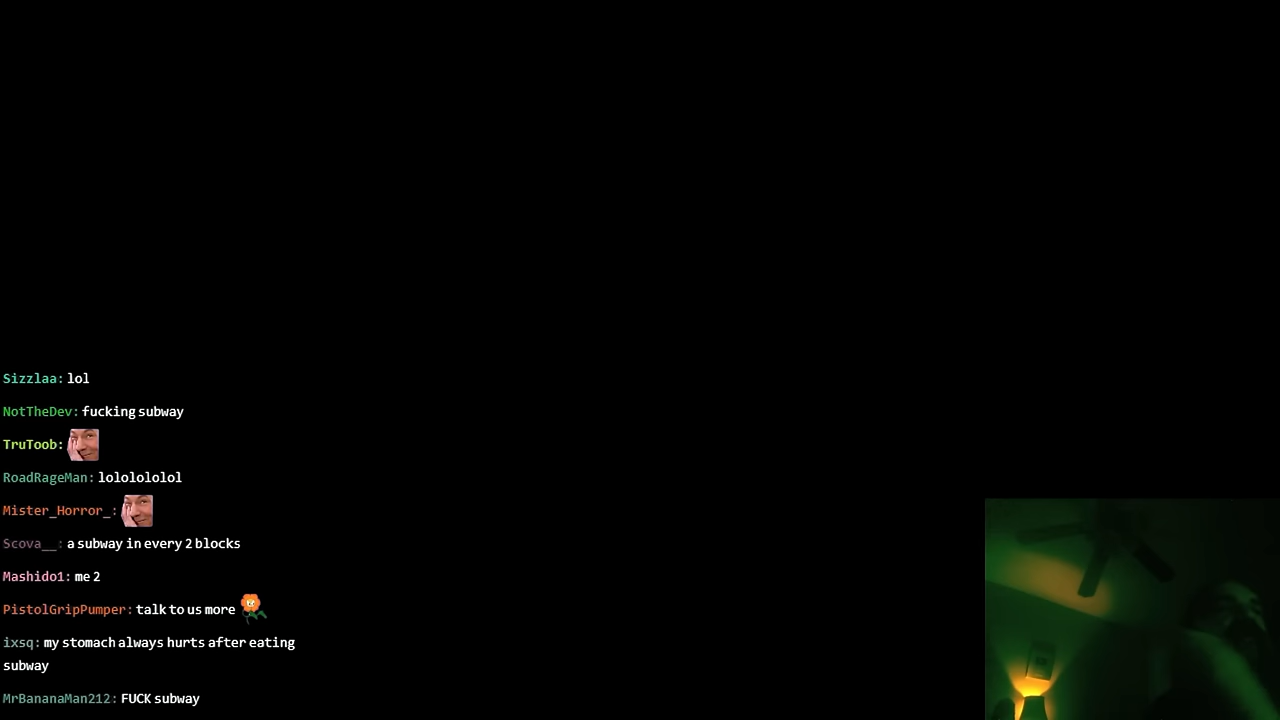 Sizzlaa: lol
NotTheDev: fucking subway
TruToob:
RoadRageMan: lolololololol
Mister_Horror_:
Scova__: a subway in every 2 blocks
Mashido1: me 2
PistolGripPumper: talk to us more
ixsq: my stomach always hurts after eating
subway
MrBananaMan212: FUCK subway